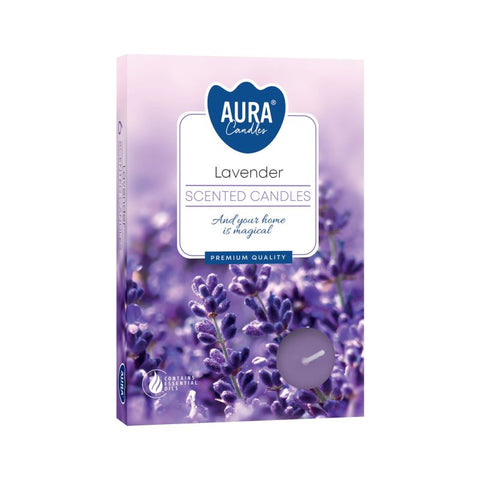 AURA®
Candles
Lavender
SCENTED CANDLES
And your home
is magical
PREMIUM QUALITY
CONTAINS
ESSENTIAL
OILS
AURA